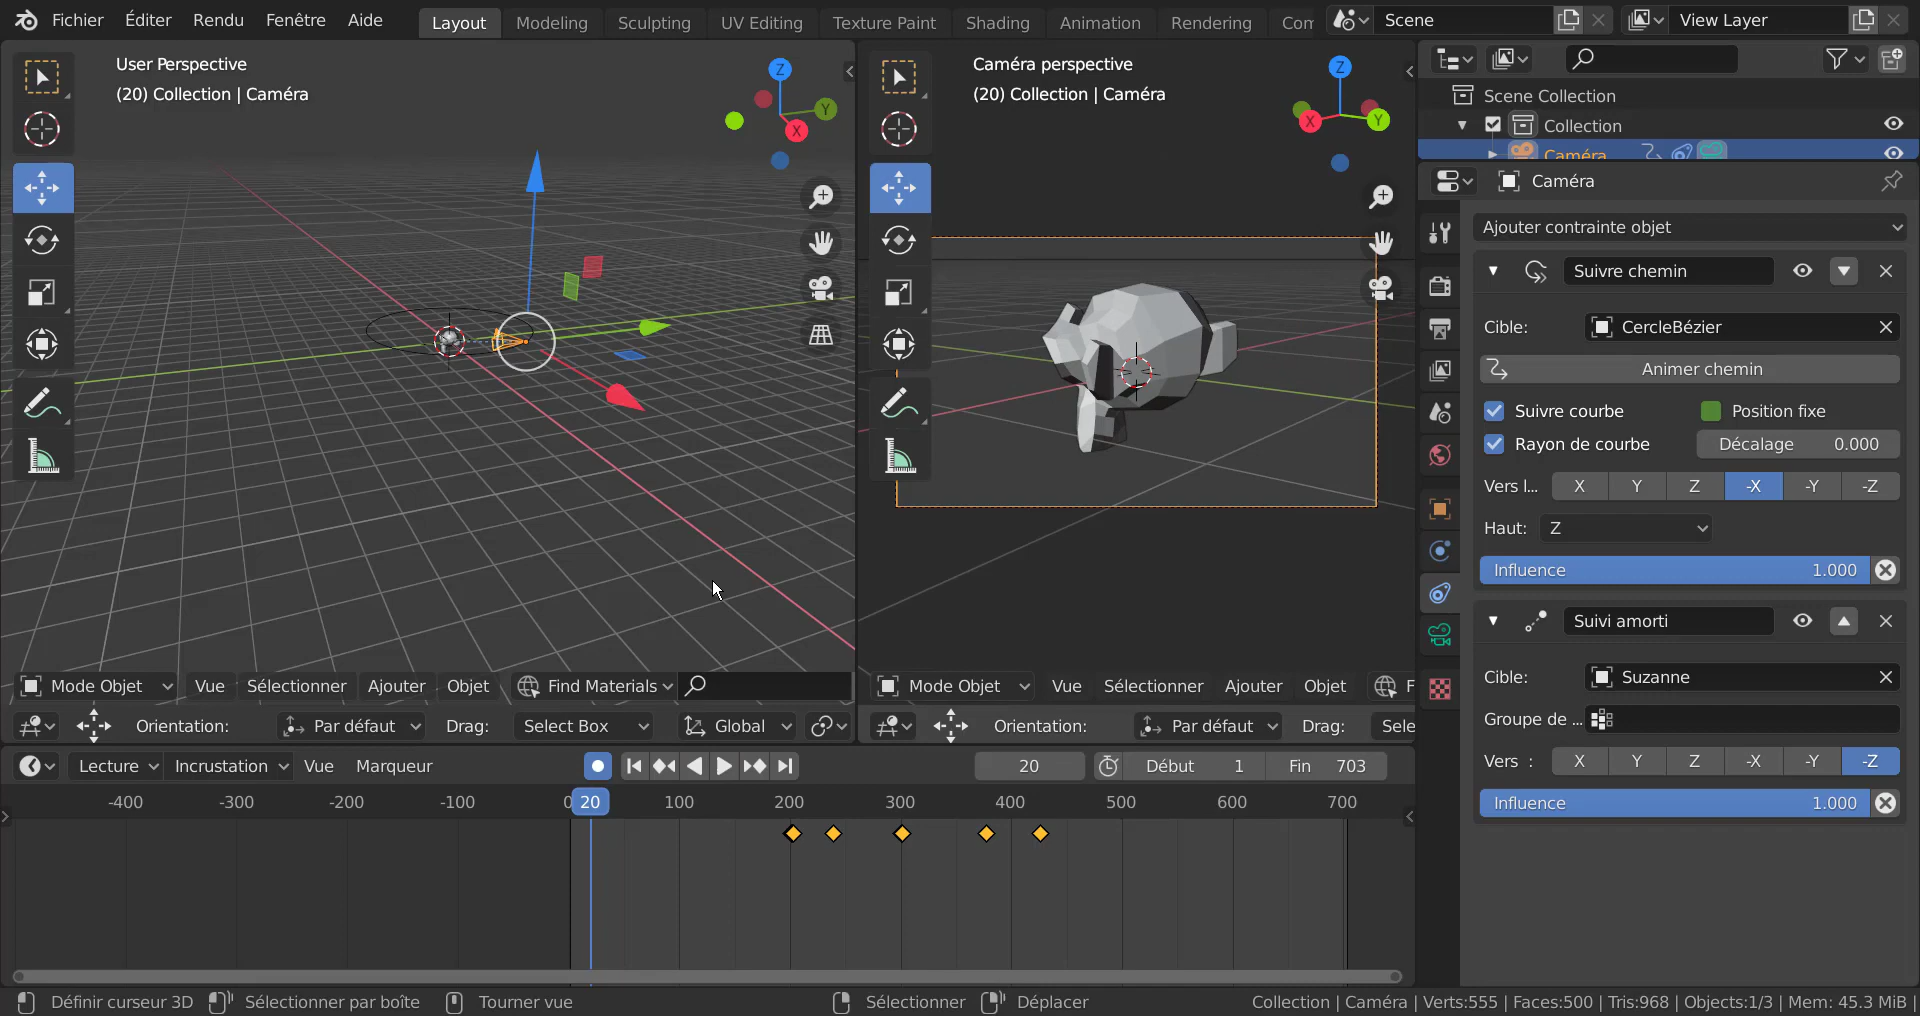 Fichier Éditer Rendu Fenêtre Aide Layout Modeling Sculpting UV Editing Texture Paint Shading Animation Rendering Com Scene View Layer
User Perspective
(20) Collection | Caméra
Z
Y
X
Caméra perspective
(20) Collection | Caméra
Z
X
Y
Scene Collection
Collection
Caméra
Caméra
Ajouter contrainte objet
Suivre chemin
Cible: CercleBézier
Animer chemin
Suivre courbe Position fixe
Rayon de courbe Décalage 0.000
Vers l... X Y Z -X -Y -Z
Haut: Z
Influence 1.000
Suivi amorti
Cible: Suzanne
Groupe de ...
Vers : X Y Z -X -Y -Z
Influence 1.000
Mode Objet Vue Sélectionner Ajouter Objet Find Materials
Orientation: Par défaut Drag: Select Box Global
Mode Objet Vue Sélectionner Ajouter Objet F
Orientation: Par défaut Drag: Sele
Lecture Incrustation Vue Marqueur 20 Début 1 Fin 703
-400 -300 -200 -100 0 20 100 200 300 400 500 600 700
Définir curseur 3D Sélectionner par boîte Tourner vue Sélectionner Déplacer Collection | Caméra | Verts:555 | Faces:500 | Tris:968 | Objects:1/3 | Mem: 45.3 MiB |